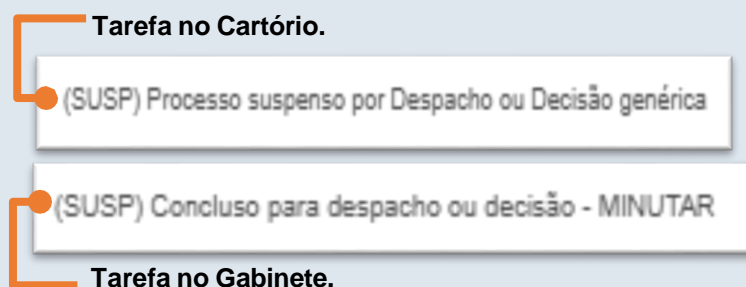 Tarefa no Cartório.
(SUSP) Processo suspenso por Despacho ou Decisão genérica
(SUSP) Concluso para despacho ou decisão - MINUTAR
Tarefa no Gabinete.